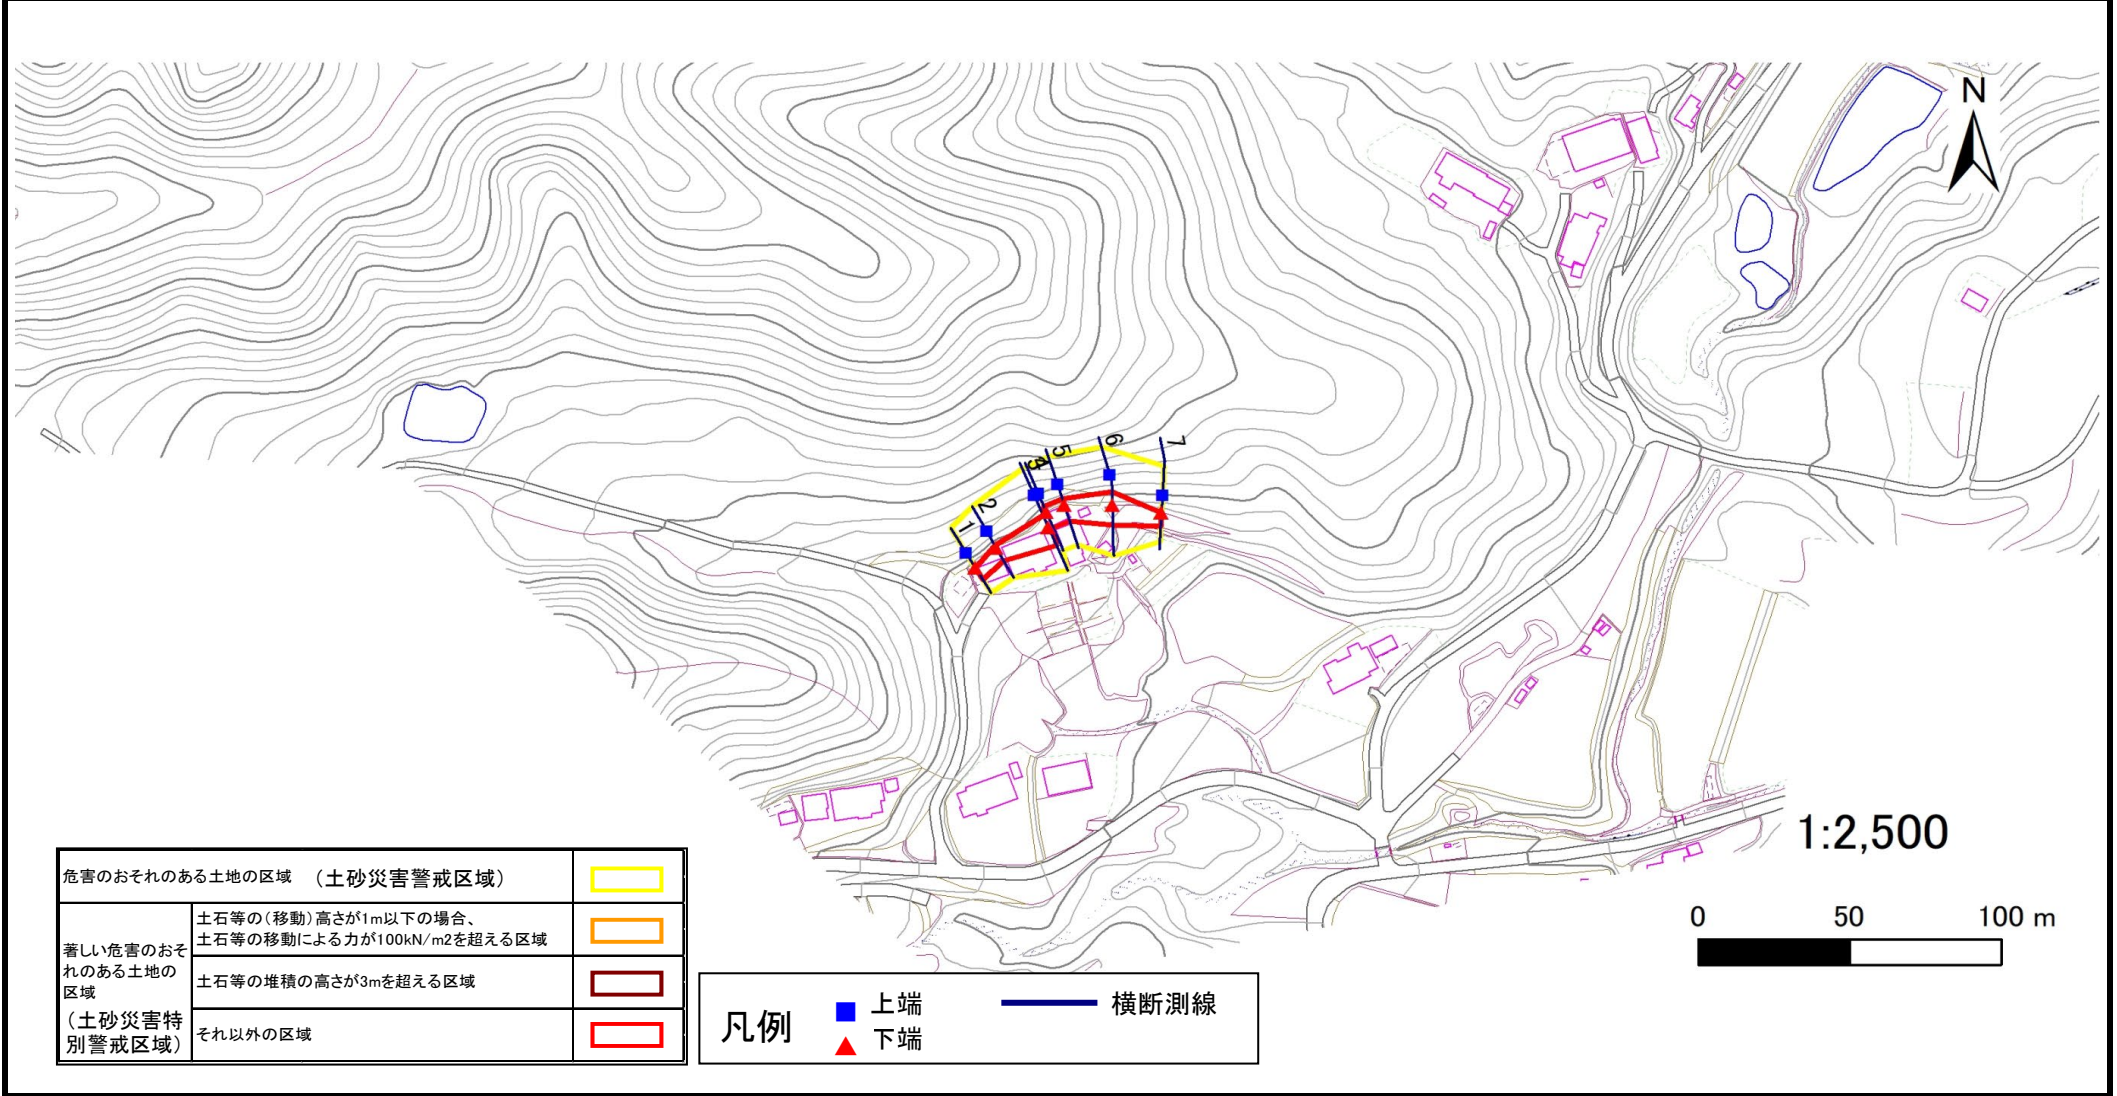 N
1
2
3
4
5
6
7
1:2,500
0 50 100 m
危害のおそれのある土地の区域 （土砂災害警戒区域）
著しい危害のおそ
れのある土地の
区域
（土砂災害特
別警戒区域）
土石等の（移動）高さが1m以下の場合、
土石等の移動による力が100kN/m2を超える区域
土石等の堆積の高さが3mを超える区域
それ以外の区域
凡例
上端
下端
横断測線